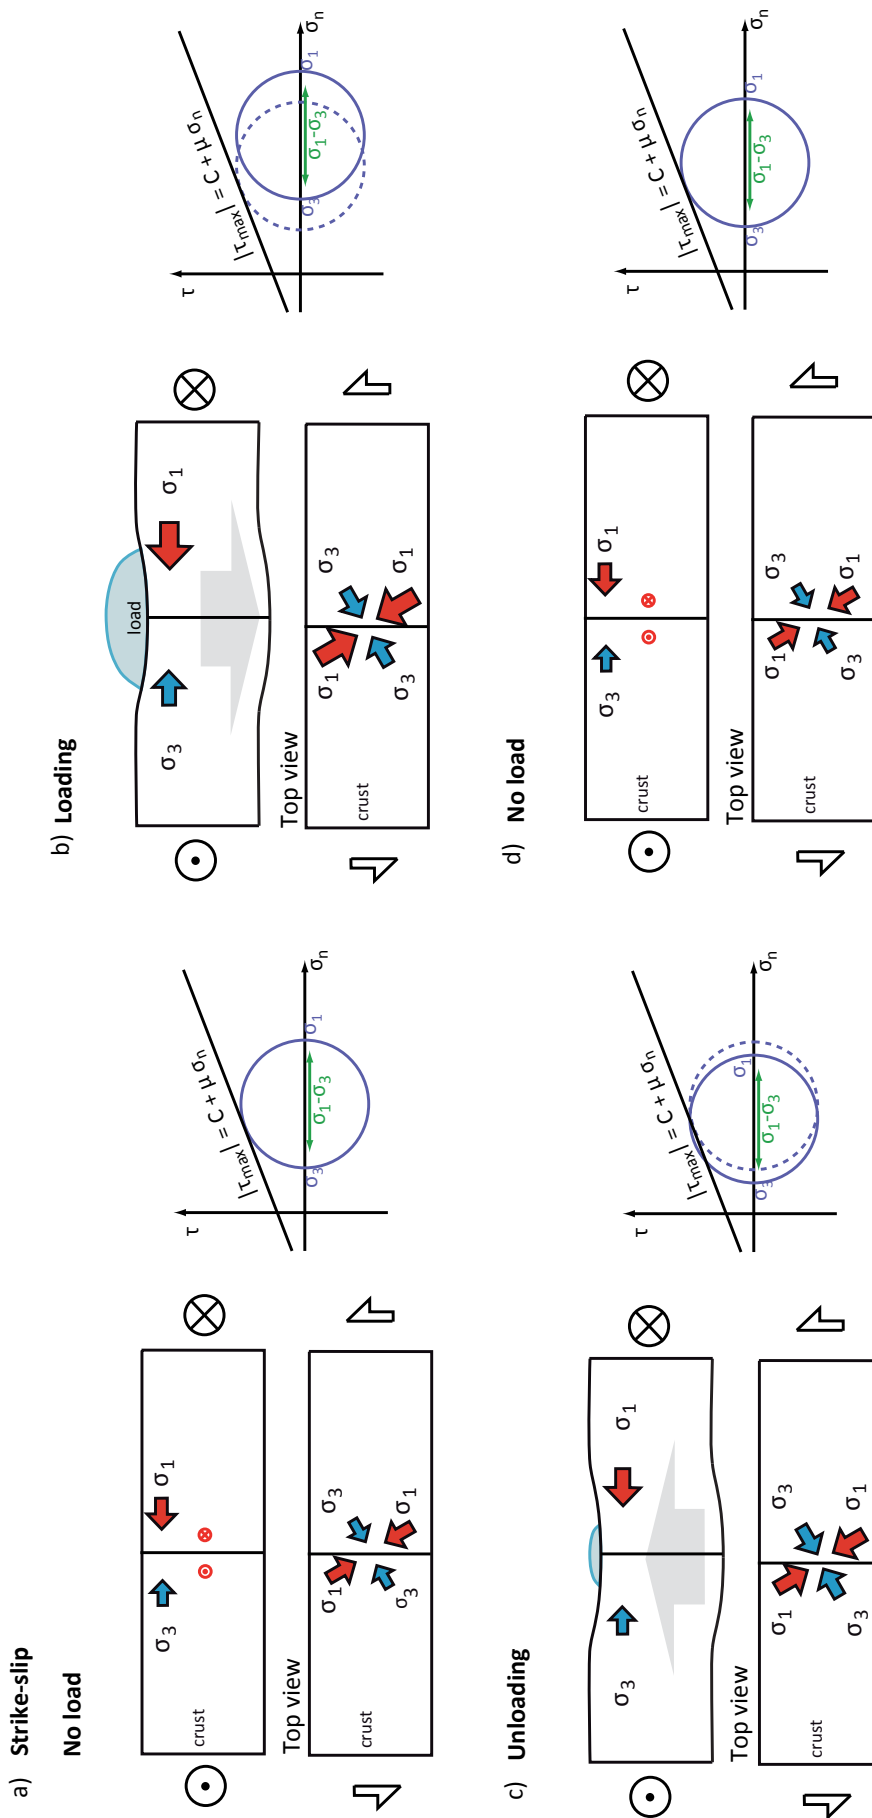 a) Strike-slip
No load
σ3
σ1
crust
Top view
σ1
σ3
σ3
σ1
crust
τ
|τmax| = C + μ σn
σ3
σ1-σ3
σ1
σn
b) Loading
load
σ3
σ1
Top view
σ1
σ3
σ3
σ1
crust
τ
|τmax| = C + μ σn
σ3
σ1-σ3
σ1
σn
c) Unloading
σ3
σ1
Top view
σ1
σ3
σ3
σ1
crust
τ
|τmax| = C + μ σn
σ3
σ1-σ3
σ1
σn
d) No load
σ3
σ1
crust
Top view
σ1
σ3
σ3
σ1
crust
τ
|τmax| = C + μ σn
σ3
σ1-σ3
σ1
σn